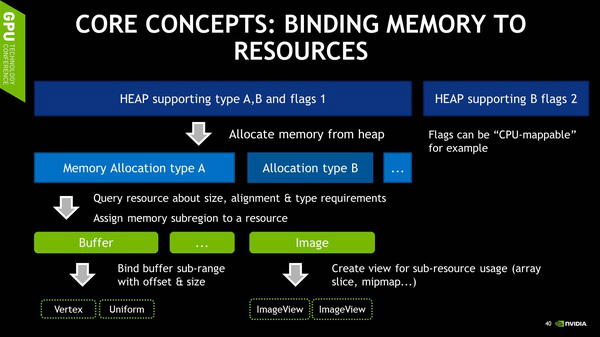 GPU TECHNOLOGY CONFERENCE
CORE CONCEPTS: BINDING MEMORY TO
RESOURCES
HEAP supporting type A,B and flags 1
HEAP supporting B flags 2
Allocate memory from heap
Flags can be “CPU-mappable”
for example
Memory Allocation type A
Allocation type B
...
Query resource about size, alignment & type requirements
Assign memory subregion to a resource
Buffer
...
Image
Bind buffer sub-range
with offset & size
Create view for sub-resource usage (array
slice, mipmap...)
Vertex
Uniform
ImageView
ImageView
40
NVIDIA